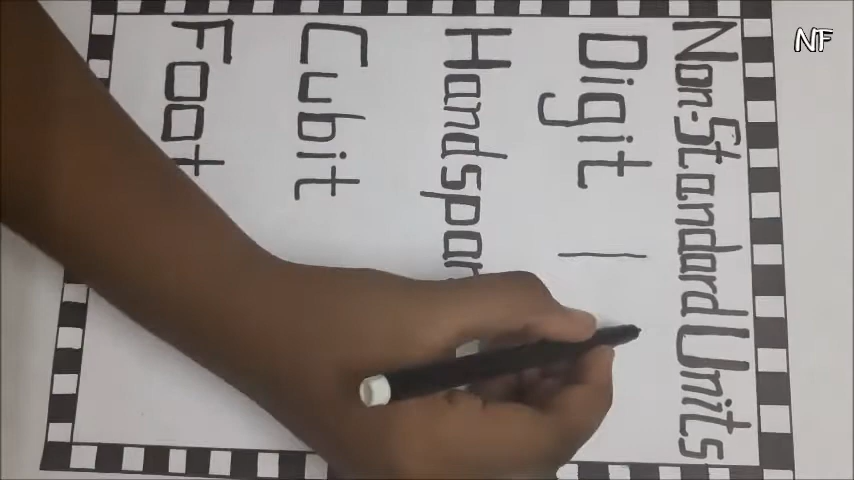 NF
Non-Standard Units
Digit
Handspan
Cubit
Foot